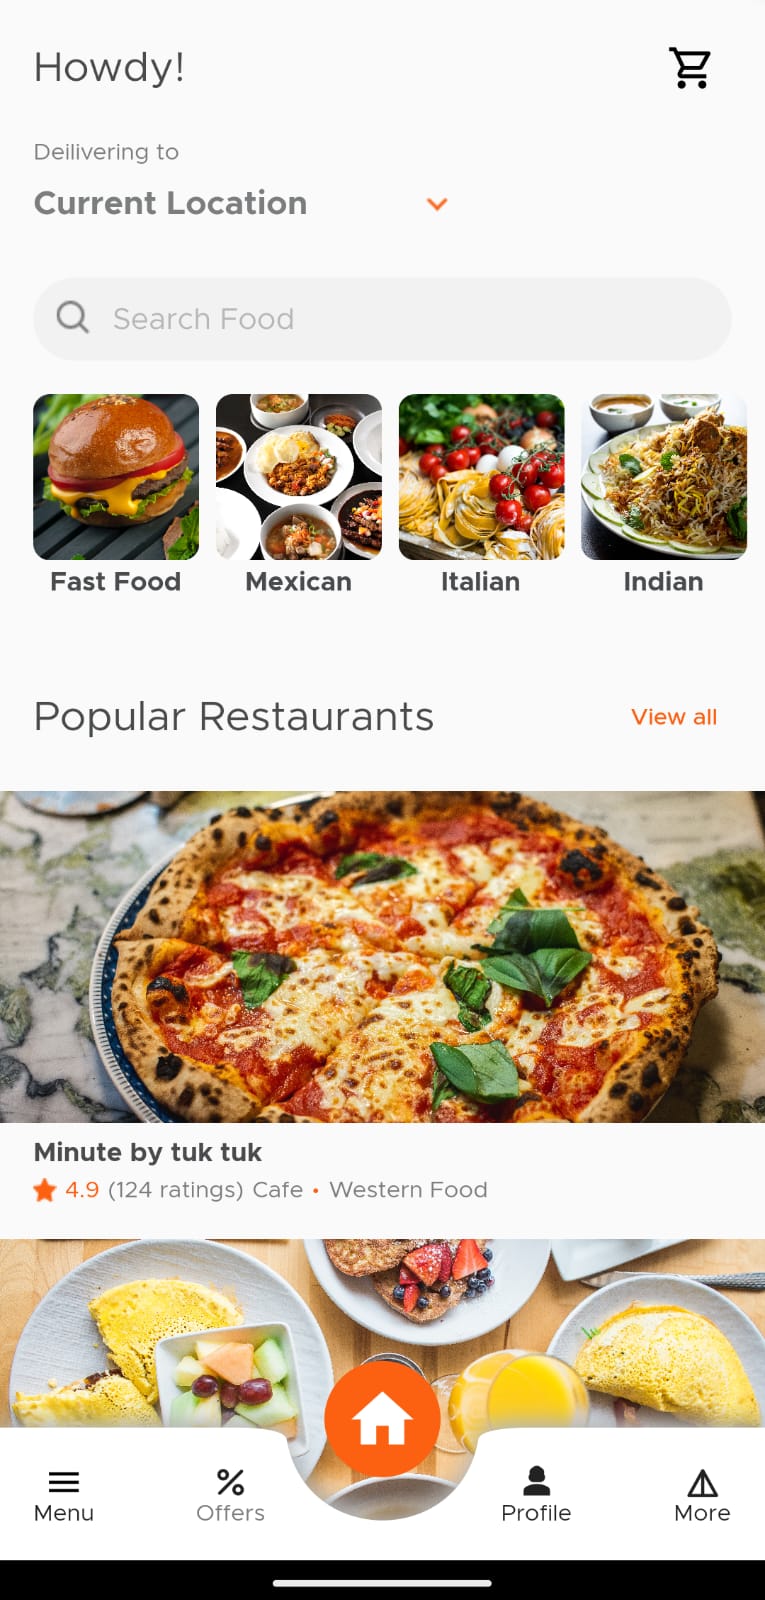 Howdy!
Deilivering to
Current Location
Search Food
Fast Food Mexican Italian Indian
Popular Restaurants View all
Minute by tuk tuk
4.9 (124 ratings) Cafe • Western Food
Menu Offers Profile More